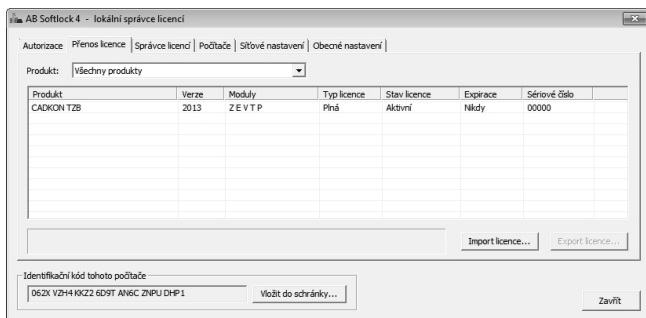 AB Softlock 4 - lokální správce licencí
Autorizace Přenos licence Správce licencí Počítače Síťové nastavení Obecné nastavení
Produkt: Všechny produkty
Produkt Verze Moduly Typ licence Stav licence Expirace Sériové číslo
CADKON TZB 2013 Z E V T P Plná Aktivní Nikdy 00000
Import licence... Export licence...
Identifikační kód tohoto počítače
062X VZH4 KKZ2 6D9T AN6C ZNPU DHP1 Vložit do schránky...
Zavřít